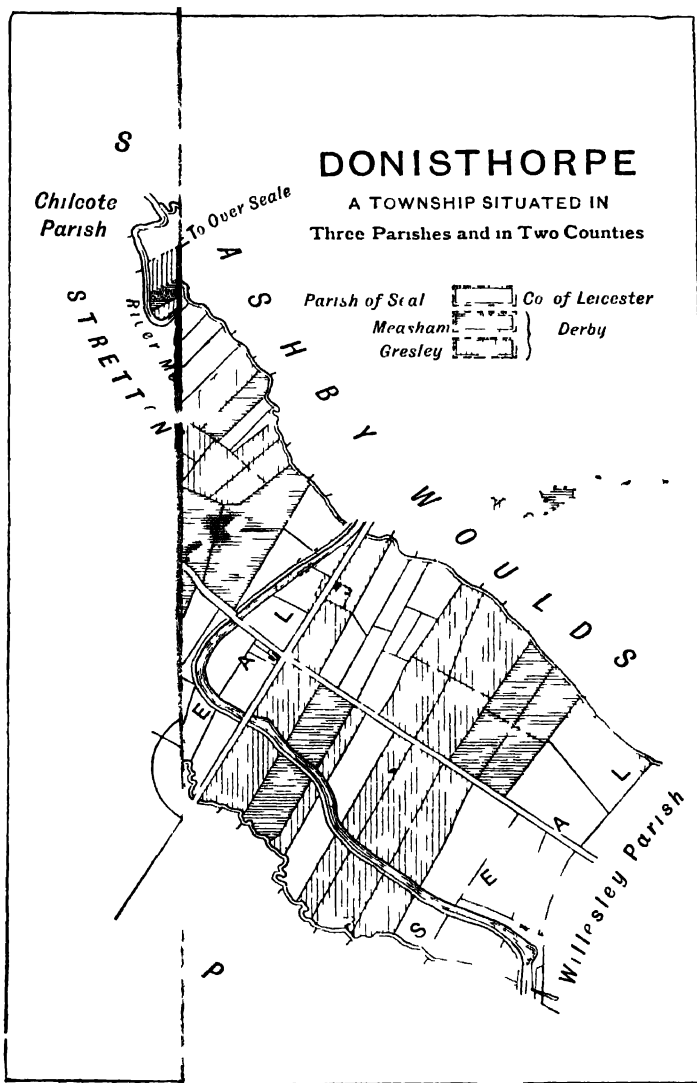 DONISTHORPE
A TOWNSHIP SITUATED IN
Three Parishes and in Two Counties
Parish of Seal Co of Leicester
Measham Derby
Gresley
S
Chilcote
Parish
To Over Seale
River Me
STRETTON
ASHBY WOULDS
SEAL
SEAL
Willesley Parish
P